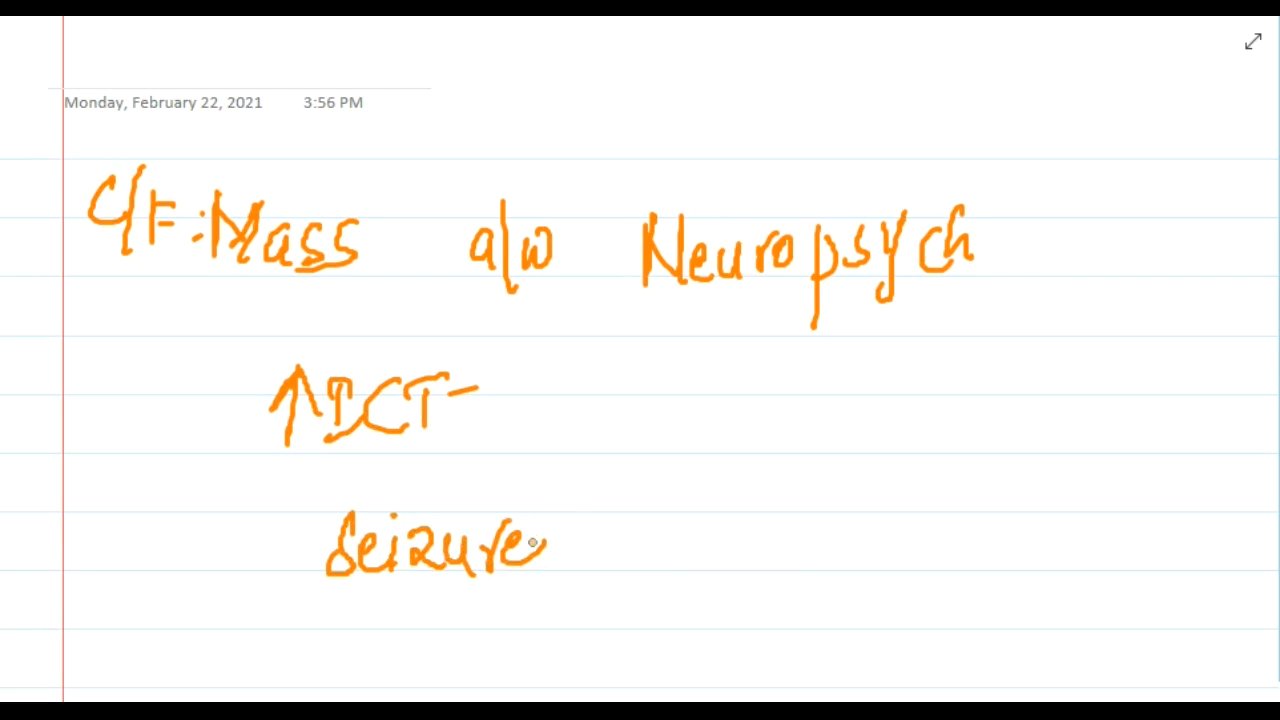 Monday, February 22, 2021 3:56 PM
C/F: Mass a/w Neuropsych
↑ICT-
Seizure